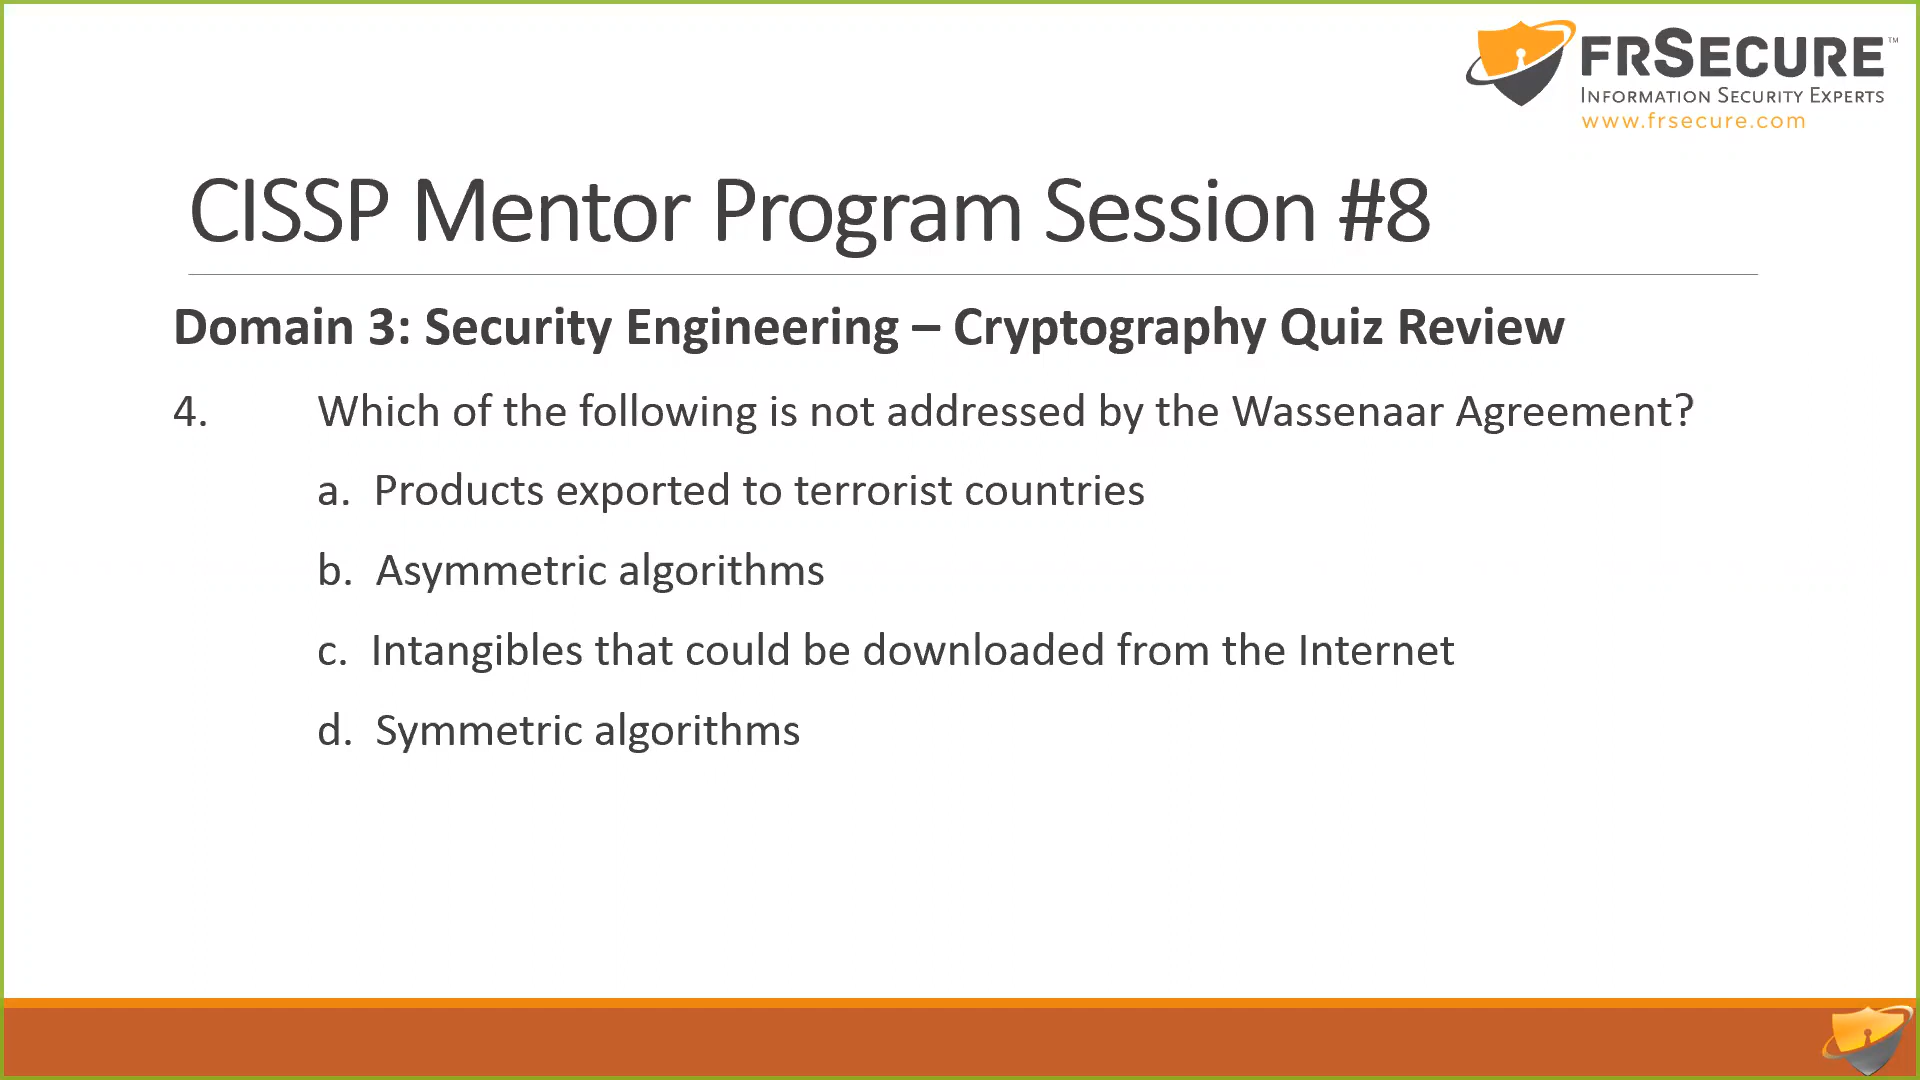 FRSECURE™
INFORMATION SECURITY EXPERTS
www.frsecure.com
CISSP Mentor Program Session #8
Domain 3: Security Engineering – Cryptography Quiz Review
4. Which of the following is not addressed by the Wassenaar Agreement?
a. Products exported to terrorist countries
b. Asymmetric algorithms
c. Intangibles that could be downloaded from the Internet
d. Symmetric algorithms